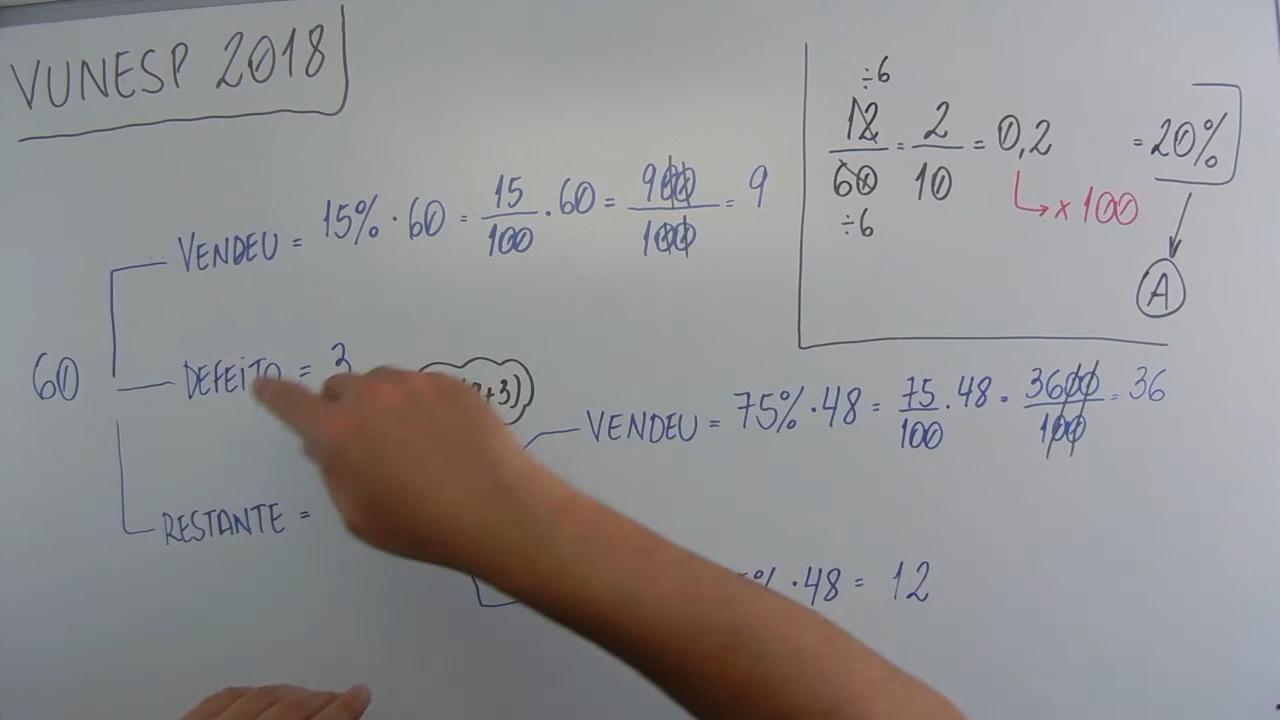 VUNESP 2018
÷6
12/60 = 2/10 = 0,2 = 20%
÷6
x 100
A
VENDEU = 15% · 60 = 15/100 · 60 = 900/100 = 9
60
DEFEITO = 3
+3))
VENDEU = 75% · 48 = 75/100 · 48 = 3600/100 = 36
RESTANTE =
% · 48 = 12